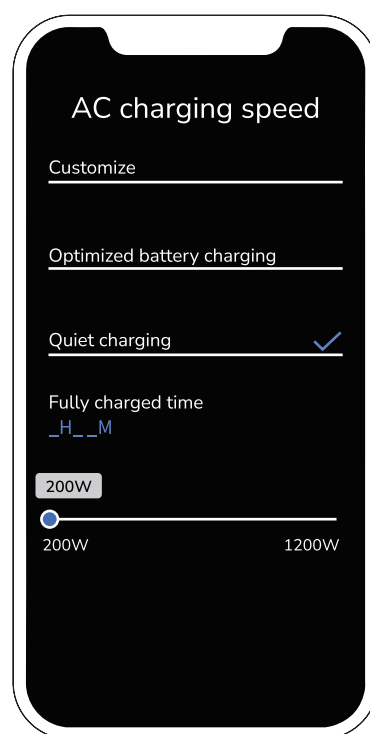 AC charging speed
Customize
Optimized battery charging
Quiet charging
Fully charged time
_H_ _M
200W
200W 1200W